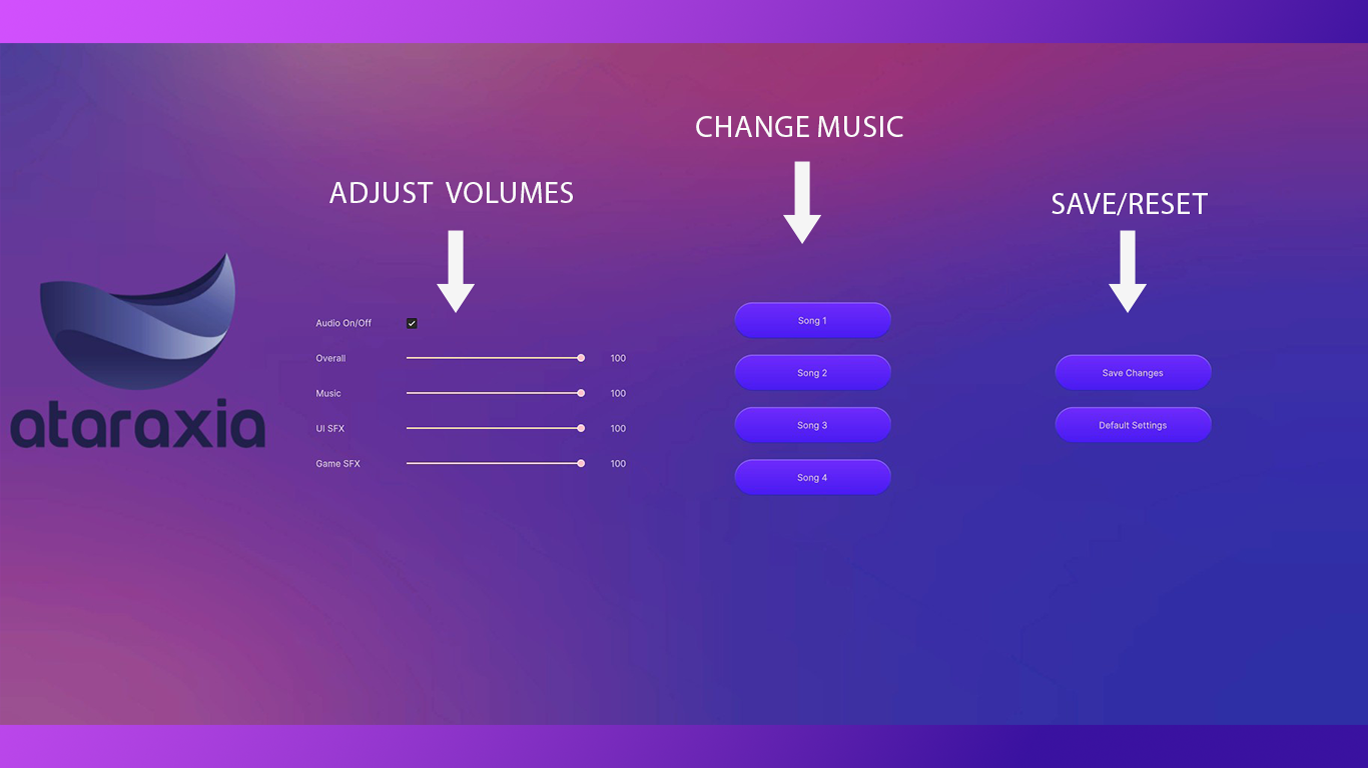 CHANGE MUSIC
ADJUST VOLUMES
SAVE/RESET
ataraxia
Audio On/Off
Overall 100
Music 100
UI SFX 100
Game SFX 100
Song 1
Song 2
Song 3
Song 4
Save Changes
Default Settings